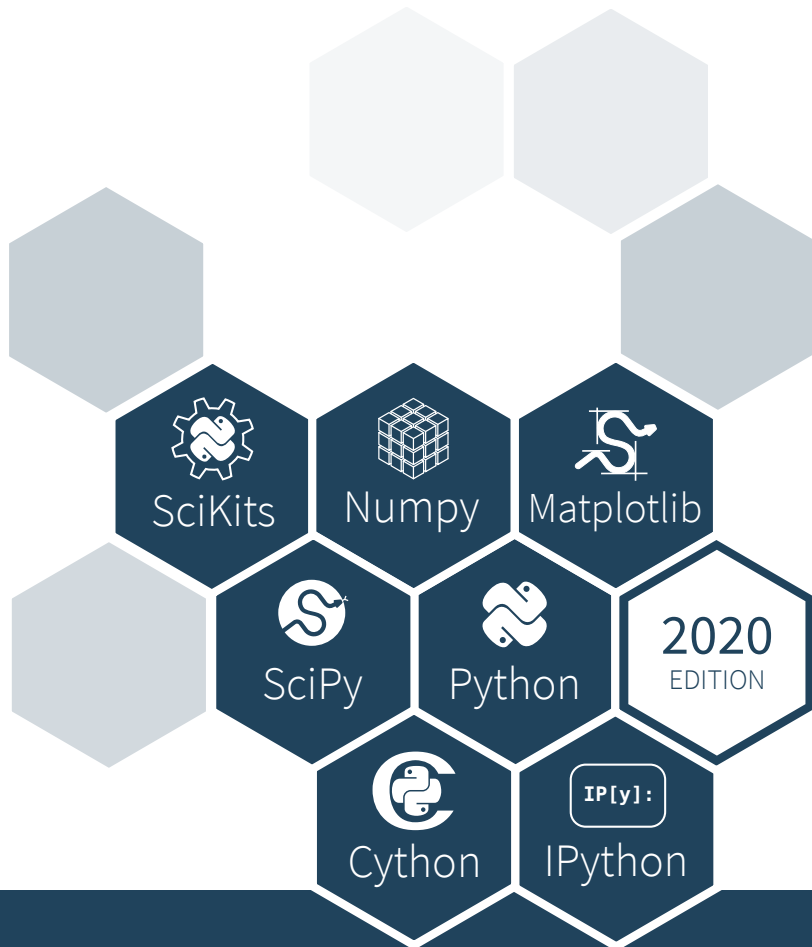 SciKits
Numpy
Matplotlib
SciPy
Python
2020
EDITION
Cython
IP[y]:
IPython